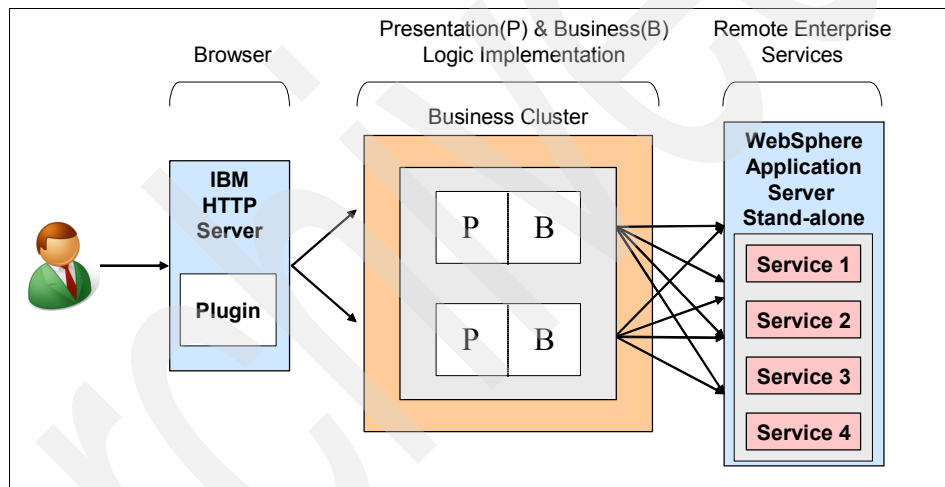 Browser
Presentation(P) & Business(B)
Logic Implementation
Remote Enterprise
Services
Business Cluster
IBM
HTTP
Server
Plugin
P
B
P
B
WebSphere
Application
Server
Stand-alone
Service 1
Service 2
Service 3
Service 4